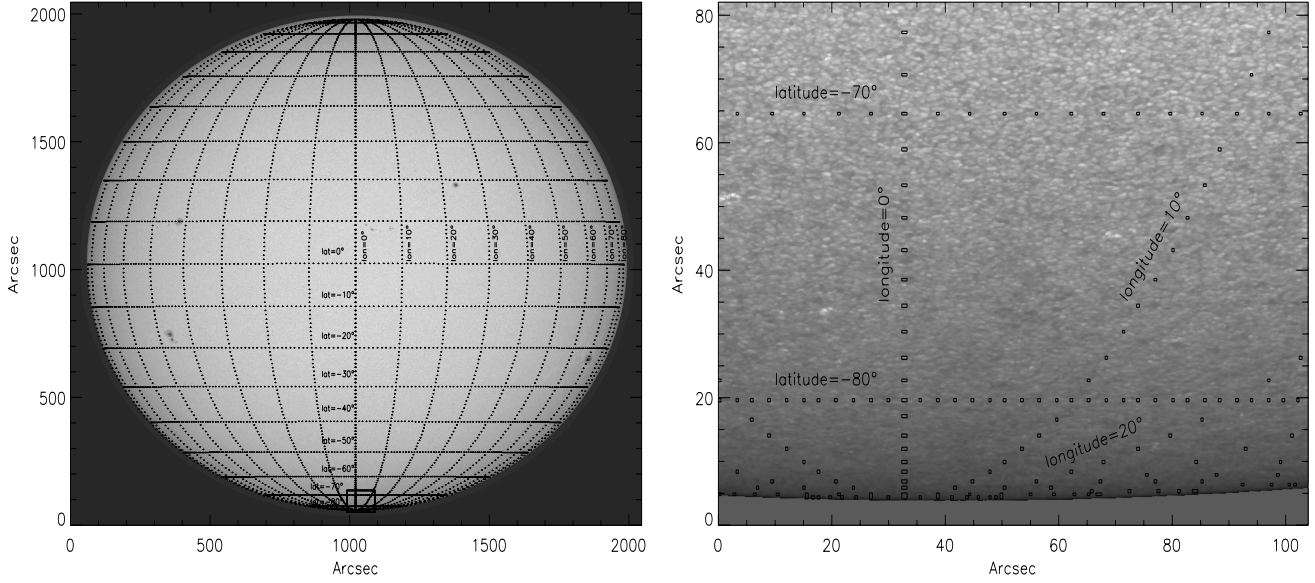 2000
1500
1000
500
0
Arcsec
lat=0°
lat=-10°
lat=-20°
lat=-30°
lat=-40°
lat=-50°
lat=-60°
lat=-70°
lon=0°
lon=10°
lon=20°
lon=30°
lon=40°
lon=50°
lon=60°
lon=70°
0
500
1000
1500
2000
Arcsec
80
60
40
20
0
Arcsec
latitude=-70°
longitude=0°
longitude=10°
latitude=-80°
longitude=20°
0
20
40
60
80
100
Arcsec